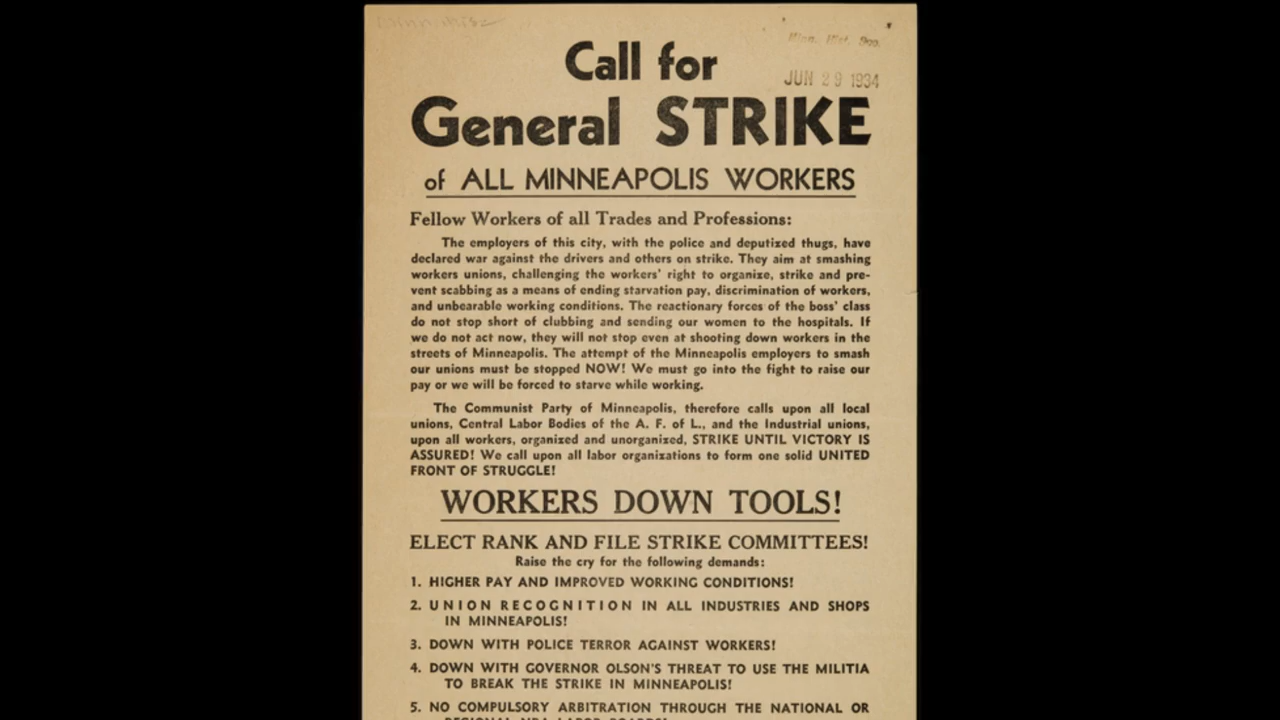 Minn. Hist. Soc.
JUN 29 1934
Call for
General STRIKE
of ALL MINNEAPOLIS WORKERS
Fellow Workers of all Trades and Professions:
The employers of this city, with the police and deputized thugs, have
declared war against the drivers and others on strike. They aim at smashing
workers unions, challenging the workers' right to organize, strike and pre-
vent scabbing as a means of ending starvation pay, discrimination of workers,
and unbearable working conditions. The reactionary forces of the boss' class
do not stop short of clubbing and sending our women to the hospitals. If
we do not act now, they will not stop even at shooting down workers in the
streets of Minneapolis. The attempt of the Minneapolis employers to smash
our unions must be stopped NOW! We must go into the fight to raise our
pay or we will be forced to starve while working.
The Communist Party of Minneapolis, therefore calls upon all local
unions, Central Labor Bodies of the A. F. of L., and the Industrial unions,
upon all workers, organized and unorganized, STRIKE UNTIL VICTORY IS
ASSURED! We call upon all labor organizations to form one solid UNITED
FRONT OF STRUGGLE!
WORKERS DOWN TOOLS!
ELECT RANK AND FILE STRIKE COMMITTEES!
Raise the cry for the following demands:
1. HIGHER PAY AND IMPROVED WORKING CONDITIONS!
2. UNION RECOGNITION IN ALL INDUSTRIES AND SHOPS
IN MINNEAPOLIS!
3. DOWN WITH POLICE TERROR AGAINST WORKERS!
4. DOWN WITH GOVERNOR OLSON'S THREAT TO USE THE MILITIA
TO BREAK THE STRIKE IN MINNEAPOLIS!
5. NO COMPULSORY ARBITRATION THROUGH THE NATIONAL OR